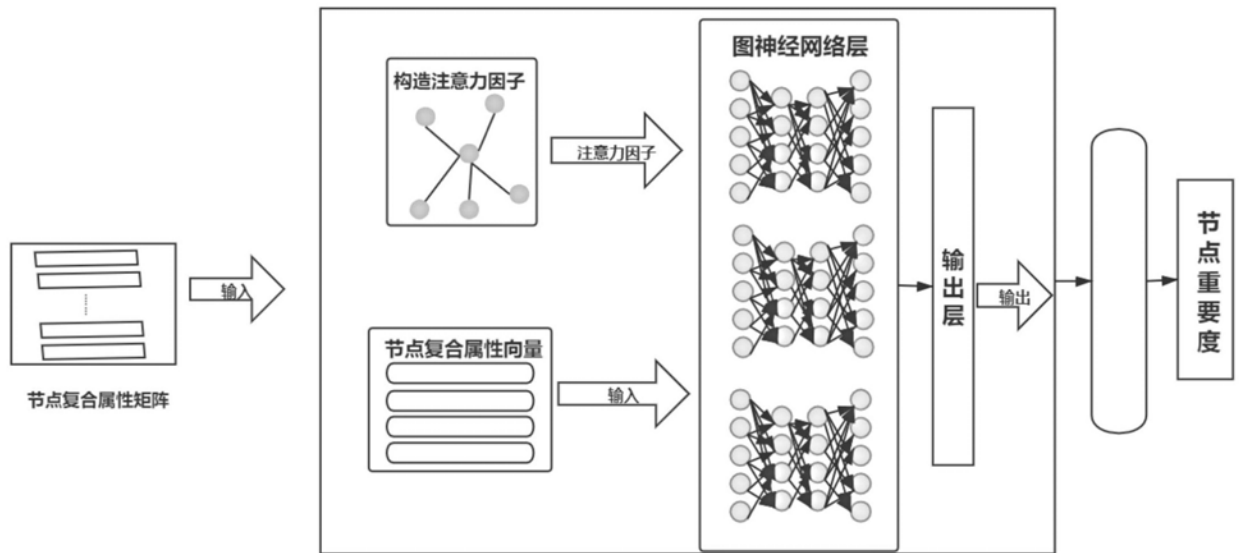 节点复合属性矩阵
输入
构造注意力因子
注意力因子
节点复合属性向量
输入
图神经网络层
输出层
输出
节点重要度